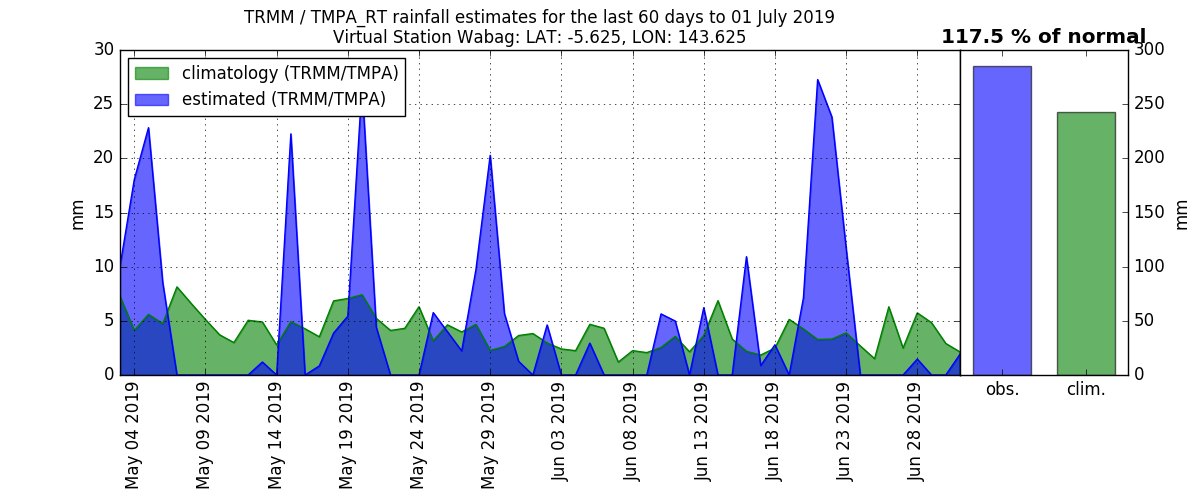 TRMM / TMPA_RT rainfall estimates for the last 60 days to 01 July 2019
Virtual Station Wabag: LAT: -5.625, LON: 143.625
117.5 % of normal
climatology (TRMM/TMPA)
estimated (TRMM/TMPA)
mm
30
25
20
15
10
5
0
May 04 2019
May 09 2019
May 14 2019
May 19 2019
May 24 2019
May 29 2019
Jun 03 2019
Jun 08 2019
Jun 13 2019
Jun 18 2019
Jun 23 2019
Jun 28 2019
obs.
clim.
300
250
200
150
100
50
0
mm